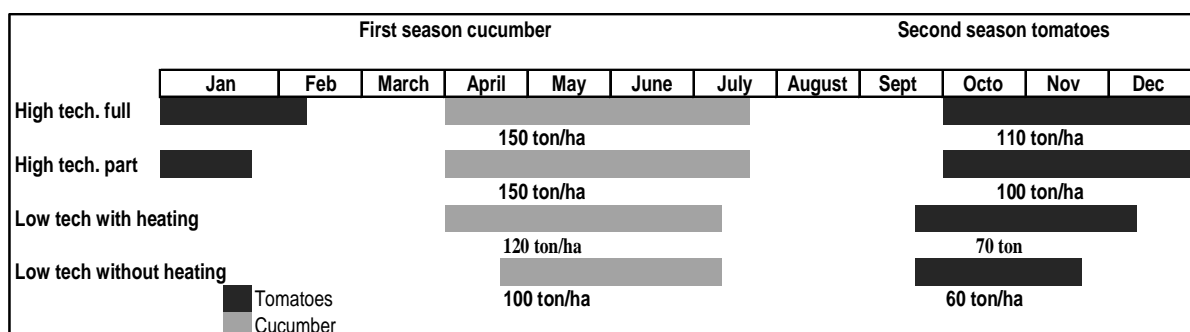 First season cucumber Second season tomatoes
Jan Feb March April May June July August Sept Octo Nov Dec
High tech. full
150 ton/ha 110 ton/ha
High tech. part
150 ton/ha 100 ton/ha
Low tech with heating
120 ton/ha 70 ton
Low tech without heating
Tomatoes 100 ton/ha 60 ton/ha
Cucumber